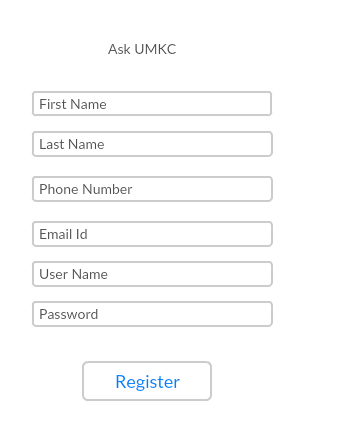 Ask UMKC
First Name
Last Name
Phone Number
Email Id
User Name
Password
Register